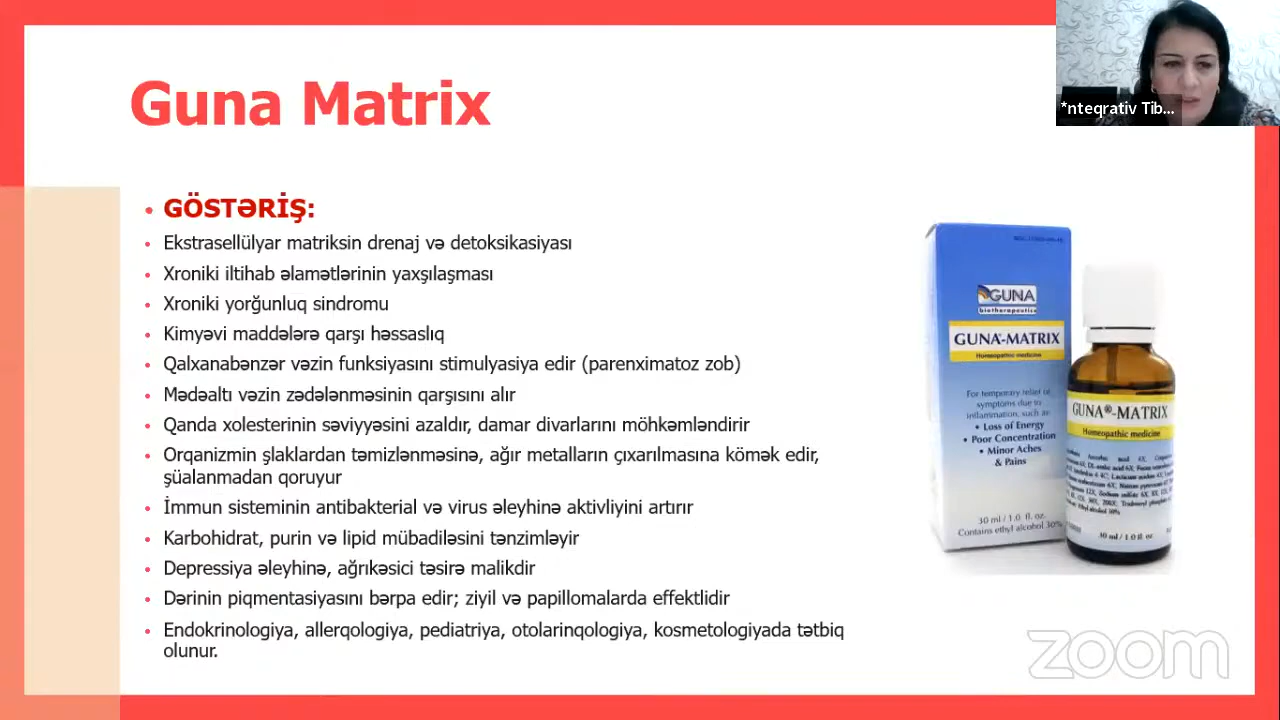 Guna Matrix
*nteqrativ Tib...
GÖSTƏRİŞ:
Ekstrasellülyar matriksin drenaj və detoksikasiyası
Xroniki iltihab əlamətlərinin yaxşılaşması
Xroniki yorğunluq sindromu
Kimyəvi maddələrə qarşı həssaslıq
Qalxanabənzər vəzin funksiyasını stimulyasiya edir (parenximatoz zob)
Mədəaltı vəzin zədələnməsinin qarşısını alır
Qanda xolesterinin səviyyəsini azaldır, damar divarlarını möhkəmləndirir
Orqanizmin şlaklardan təmizlənməsinə, ağır metalların çıxarılmasına kömək edir,
şüalanmadan qoruyur
İmmun sisteminin antibakterial və virus əleyhinə aktivliyini artırır
Karbohidrat, purin və lipid mübadiləsini tənzimləyir
Depressiya əleyhinə, ağrıkəsici təsirə malikdir
Dərinin piqmentasiyasını bərpa edir; ziyil və papillomalarda effektlidir
Endokrinologiya, allerqologiya, pediatriya, otolarinqologiya, kosmetologiyada tətbiq
olunur.
GUNA
biotherapeutics
GUNA-MATRIX
Homeopathic medicine
For temporary relief of
symptoms due to
inflammation, such as
• Loss of Energy
• Poor Concentration
• Minor Aches
& Pains
30 ml / 1.0 fl. oz.
Contains ethyl alcohol 30%
GUNA®-MATRIX
Homeopathic medicine
30 ml / 1.0 fl. oz
zoom